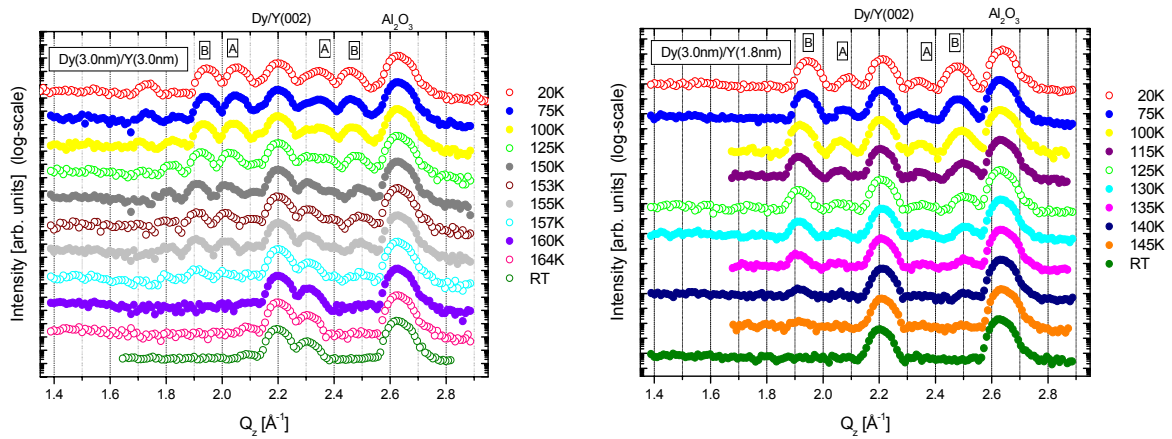 Dy/Y(002)
Al2O3
B
A
A
B
Dy(3.0nm)/Y(3.0nm)
Intensity [arb. units] (log-scale)
20K
75K
100K
125K
150K
153K
155K
157K
160K
164K
RT
1.4 1.6 1.8 2.0 2.2 2.4 2.6 2.8
Qz [Å-1]
Dy/Y(002)
Al2O3
B
A
A
B
Dy(3.0nm)/Y(1.8nm)
Intensity [arb. units] (log-scale)
20K
75K
100K
115K
125K
130K
135K
140K
145K
RT
1.4 1.6 1.8 2.0 2.2 2.4 2.6 2.8
Qz [Å-1]